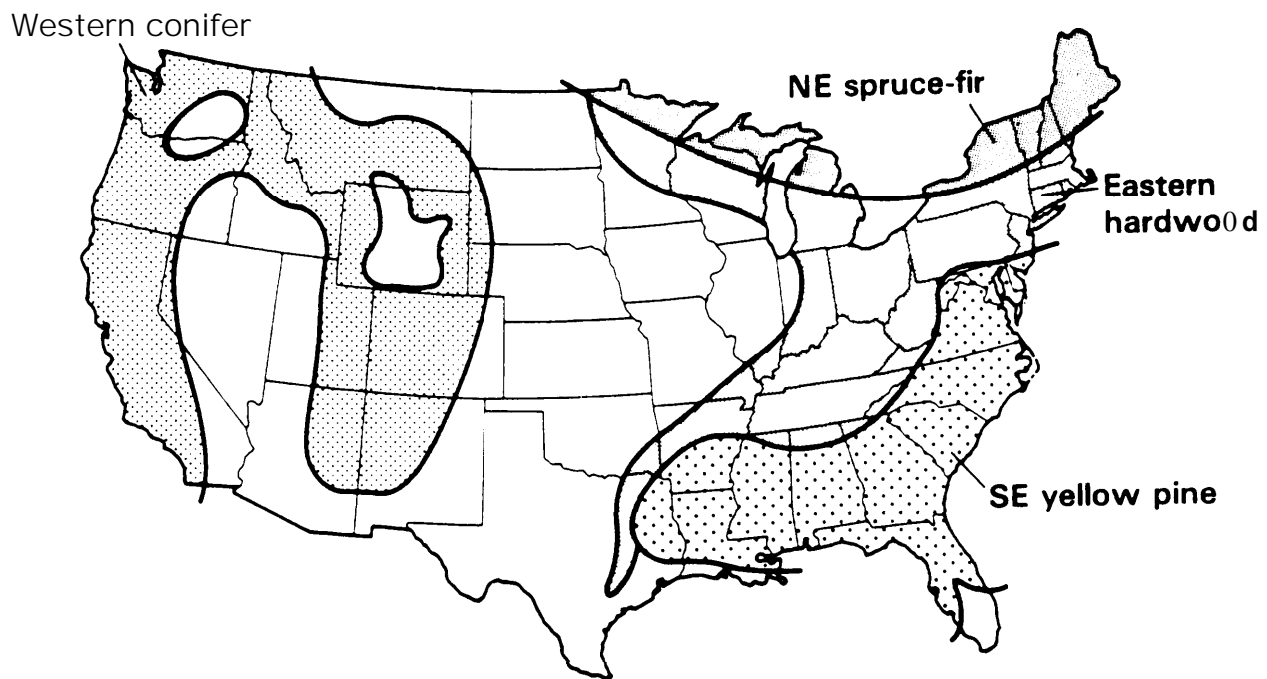 Western conifer
NE spruce-fir
Eastern
hardwo0d
SE yellow pine